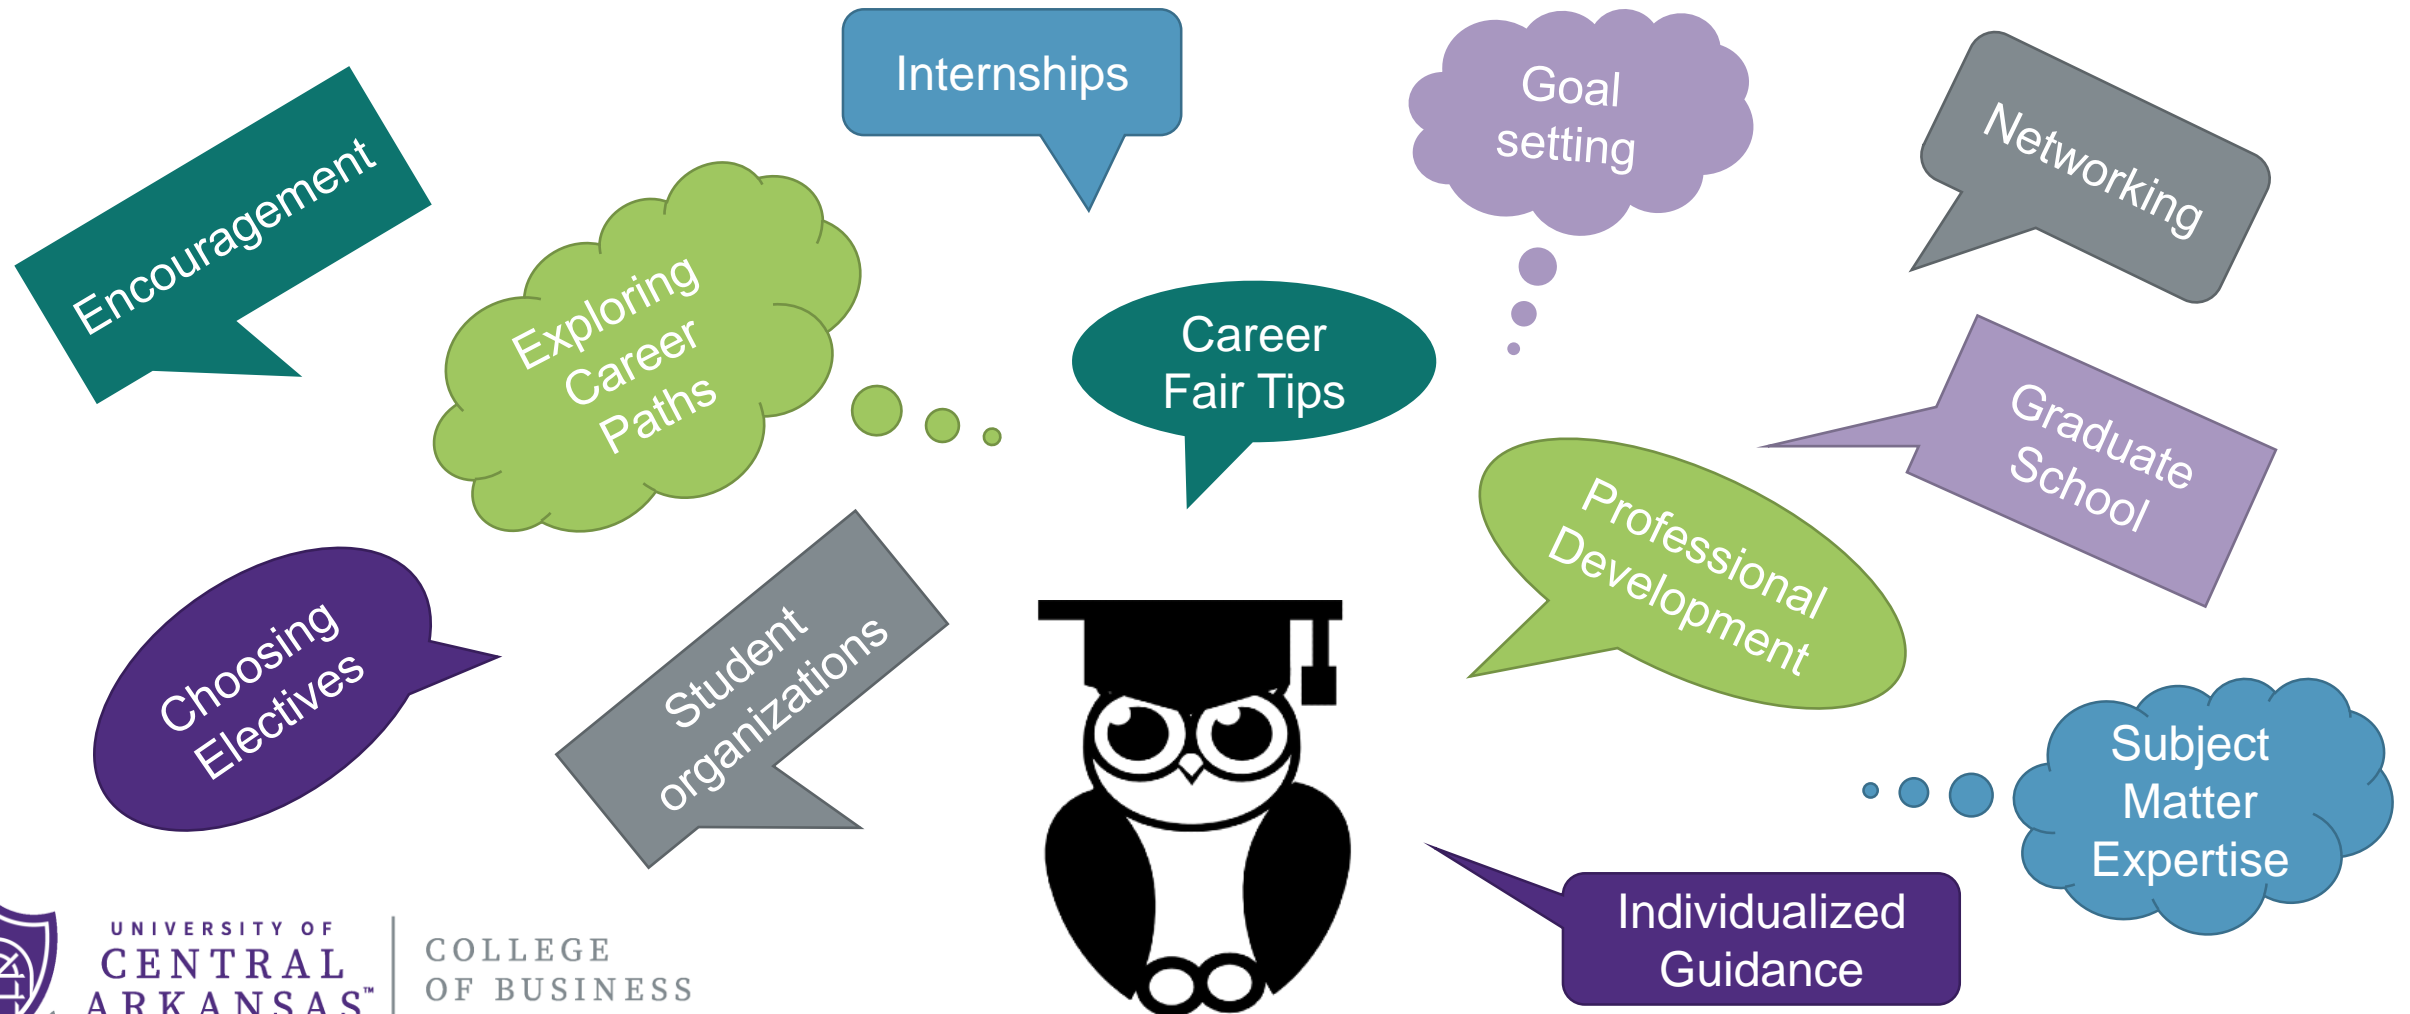 Internships
Goal
setting
Networking
Encouragement
Exploring
Career
Paths
Career
Fair Tips
Graduate
School
Professional
Development
Choosing
Electives
Student
organizations
Subject
Matter
Expertise
Individualized
Guidance
UNIVERSITY OF
CENTRAL
ARKANSAS™
COLLEGE
OF BUSINESS